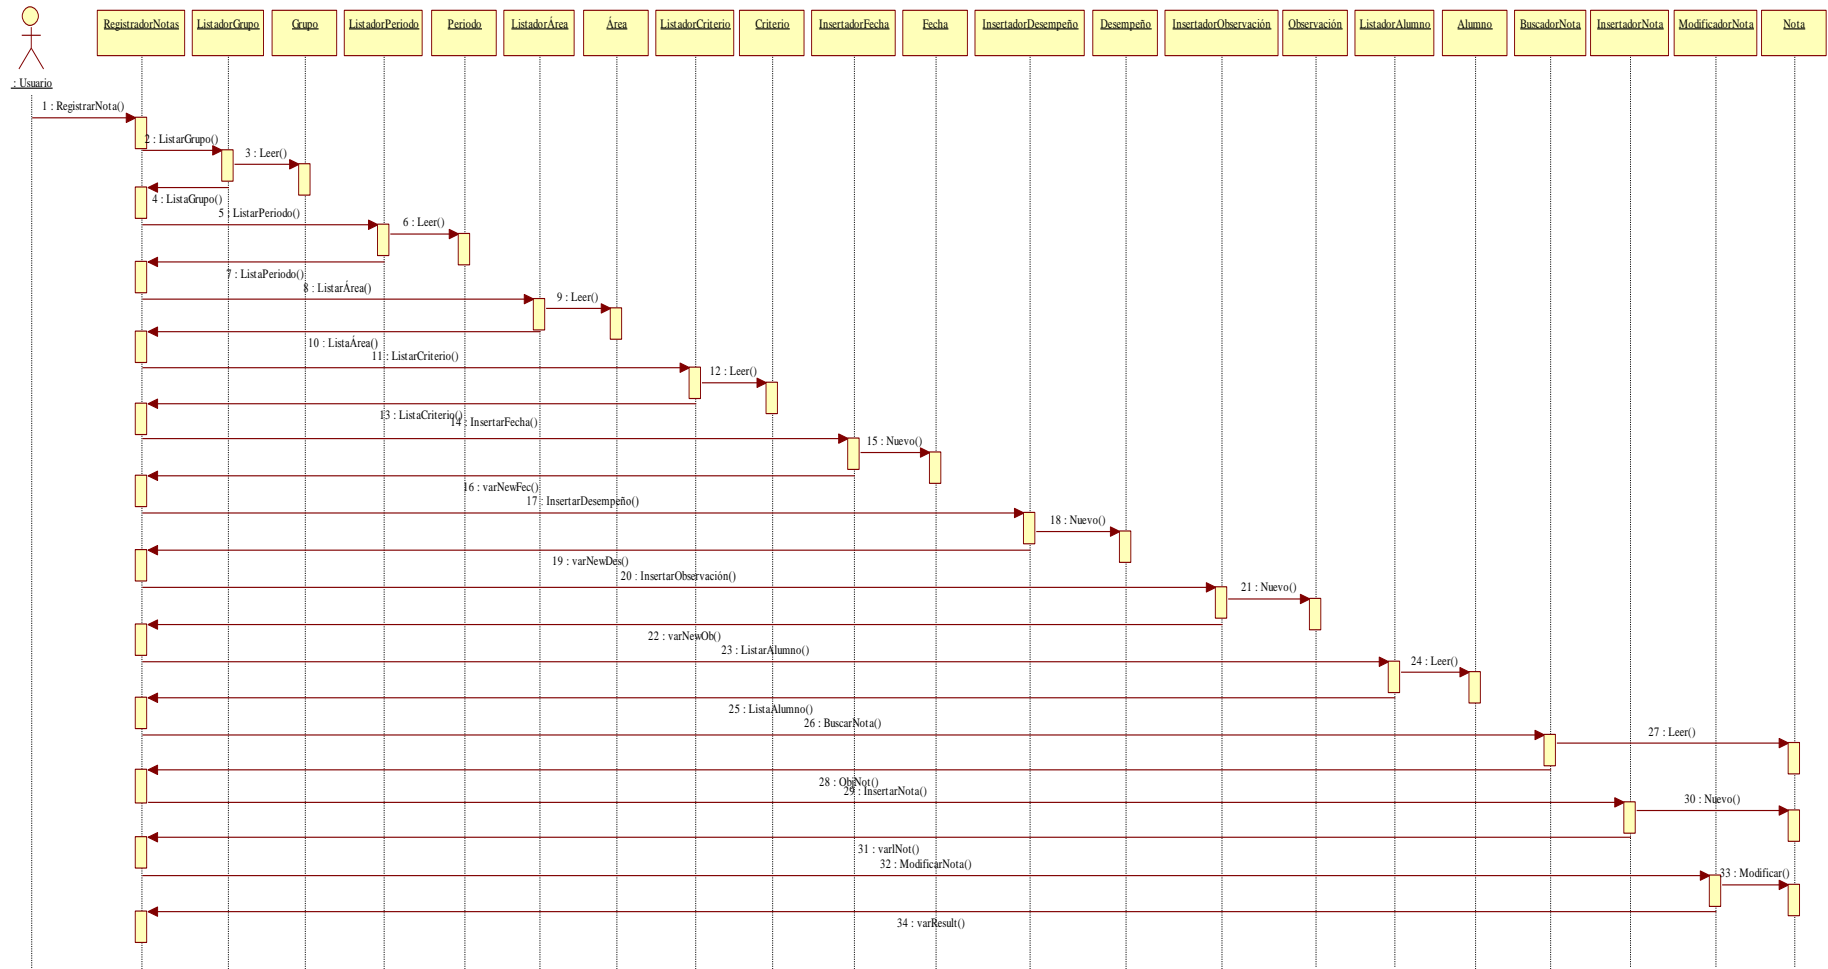 RegistradorNotas
ListadorGrupo
Grupo
ListadorPeriodo
Periodo
ListadorÁrea
Área
ListadorCriterio
Criterio
InsertadorFecha
Fecha
InsertadorDesempeño
Desempeño
InsertadorObservación
Observación
ListadorAlumno
Alumno
BuscadorNota
InsertadorNota
ModificadorNota
Nota
: Usuario
1 : RegistrarNota()
2 : ListarGrupo()
3 : Leer()
4 : ListaGrupo()
5 : ListarPeriodo()
6 : Leer()
7 : ListaPeriodo()
8 : ListarÁrea()
9 : Leer()
10 : ListaÁrea()
11 : ListarCriterio()
12 : Leer()
13 : ListaCriterio()
14 : InsertarFecha()
15 : Nuevo()
16 : varNewFec()
17 : InsertarDesempeño()
18 : Nuevo()
19 : varNewDes()
20 : InsertarObservación()
21 : Nuevo()
22 : varNewOb()
23 : ListarAlumno()
24 : Leer()
25 : ListaAlumno()
26 : BuscarNota()
27 : Leer()
28 : ObjNot()
29 : InsertarNota()
30 : Nuevo()
31 : varlNot()
32 : ModificarNota()
33 : Modificar()
34 : varResult()